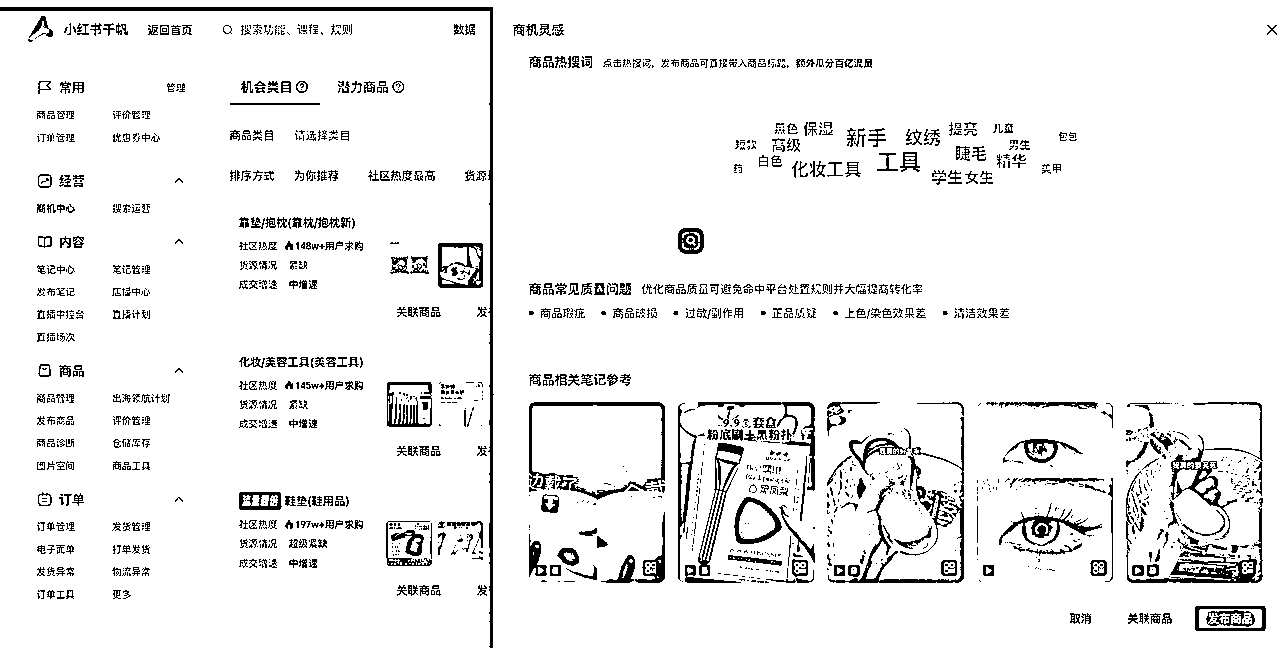 小红书千帆 返回首页 搜索功能、课程、规则 数据
常用 管理
商品管理 评价管理
订单管理 优惠券中心
经营
商机中心 搜索运营
内容
笔记中心 笔记管理
发布笔记 直播中心
直播中控台 直播计划
直播场次
商品
商品管理 出海领航计划
发布商品 评价管理
商品诊断 仓储库存
图片空间 商品工具
订单
订单管理 发货管理
电子面单 打单发货
发货异常 物流异常
订单工具 更多
机会类目 潜力商品
商品类目 请选择类目
排序方式 为你推荐 社区热度最高 货源
靠垫/抱枕(靠枕/抱枕新)
社区热度 148w+用户求购
货源情况 紧缺
成交增速 中增速
关联商品 发
化妆/美容工具(美容工具)
社区热度 145w+用户求购
货源情况 紧缺
成交增速 中增速
关联商品 发
鞋垫(鞋用品)
社区热度 197w+用户求购
货源情况 超级紧缺
成交增速 中增速
关联商品 发
商机灵感
商品热搜词 点击热搜词，发布商品可直接带入商品标题，额外瓜分百亿流量
黑色 保湿 新手 纹绣 提亮 儿童 包包
短款 高级 睫毛 男生
药 白色 化妆工具 工具 精华 美甲
学生女生
商品常见质量问题 优化商品质量可避免命中平台处置规则并大幅提高转化率
商品瑕疵 商品破损 过敏/副作用 正品质疑 上色/染色效果差 清洁效果差
商品相关笔记参考
9.9 套盒
粉底刷+黑粉扑
取消 关联商品 发布商品